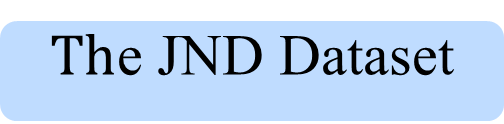 The JND Dataset